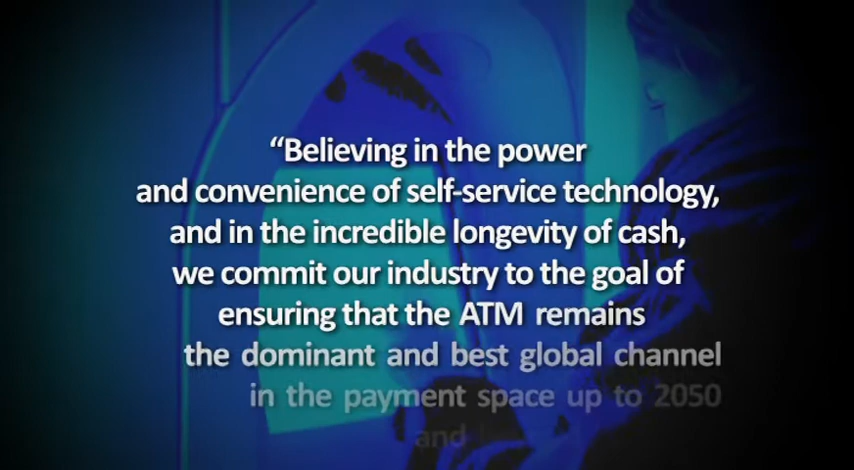 “Believing in the power
and convenience of self-service technology,
and in the incredible longevity of cash,
we commit our industry to the goal of
ensuring that the ATM remains
the dominant and best global channel
in the payment space up to 2050
and